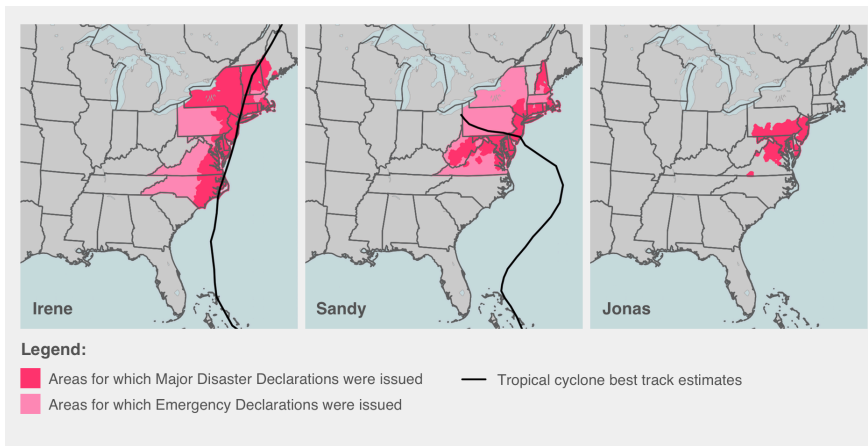 Irene
Sandy
Jonas
Legend:
Areas for which Major Disaster Declarations were issued
Tropical cyclone best track estimates
Areas for which Emergency Declarations were issued